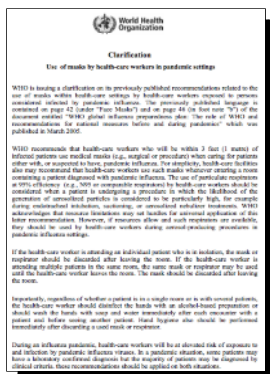 World Health
Organization
Clarification
Use of masks by health-care workers in pandemic settings
WHO is issuing a clarification on its previously published recommendations related to the
use of masks within health-care settings by health-care workers exposed to persons
considered infected by pandemic influenza. The previously published language is
contained on page 42 (under "Face Masks") and on page 46 (in foot note "b") of the
document entitled "WHO global influenza preparedness plan: The role of WHO and
recommendations for national measures before and during pandemics" which was
published in March 2005.
WHO recommends that health-care workers who will be within 3 feet (1 metre) of
infected patients use medical masks (e.g., surgical or procedure) when caring for patients
either with, or suspected to have, pandemic influenza. For simplicity, health-care facilities
also may recommend that health-care workers use such masks whenever entering a room
containing a patient diagnosed with pandemic influenza. The use of particulate respirators
at 95% efficiency (e.g., N95 or comparable respirators) by health-care workers should be
considered when a patient is undergoing a procedure in which the likelihood of the
generation of aerosolized particles is considered to be particularly high, for example
during endotracheal intubation, suctioning, or aerosolized nebulizer treatments. WHO
acknowledges that resource limitations may set hurdles for universal application of this
latter recommendation. However, if resources allow and such respirators are available,
they should be used by health-care workers during aerosol-producing procedures in
pandemic influenza settings.
If the health-care worker is attending an individual patient who is in isolation, the mask or
respirator should be discarded after leaving the room. If the health-care worker is
attending multiple patients in the same room, the same mask or respirator may be used
until the health-care worker leaves the room. The mask should be discarded after leaving
the room.
Importantly, regardless of whether a patient is in a single room or is with several patients,
the health-care worker should disinfect the hands with an alcohol-based preparation or
should wash the hands with soap and water immediately after each encounter with a
patient and before seeing another patient. Hand hygiene also should be performed
immediately after discarding a used mask or respirator.
During an influenza pandemic, health-care workers will be at elevated risk of exposure to
and infection by pandemic influenza viruses. In a pandemic situation, some patients may
have a laboratory confirmed diagnosis but the majority of patients may be diagnosed by
clinical criteria, these recommendations should be applied on both situations.